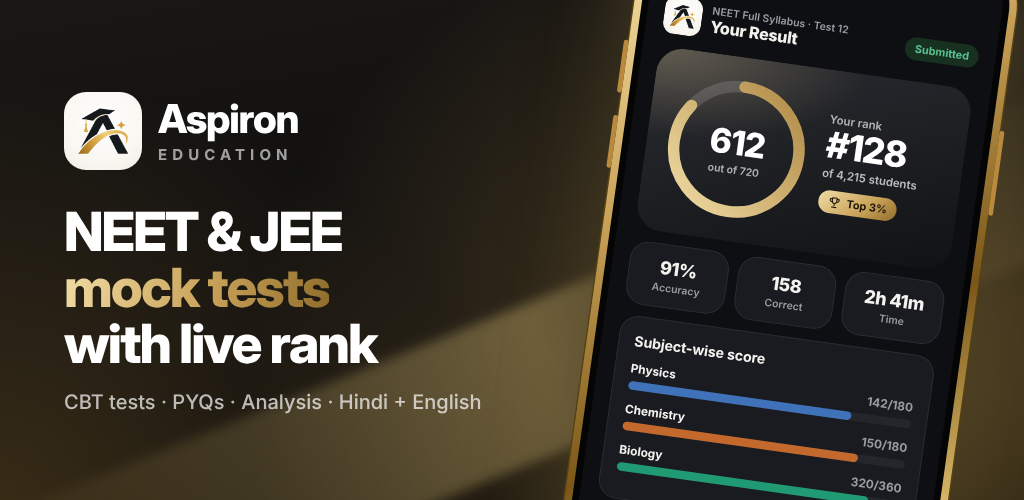 Aspiron
EDUCATION
NEET & JEE
mock tests
with live rank
CBT tests · PYQs · Analysis · Hindi + English
NEET Full Syllabus · Test 12
Your Result
Submitted
612
out of 720
Your rank
#128
of 4,215 students
Top 3%
91%
Accuracy
158
Correct
2h 41m
Time
Subject-wise score
Physics
142/180
Chemistry
150/180
Biology
320/360